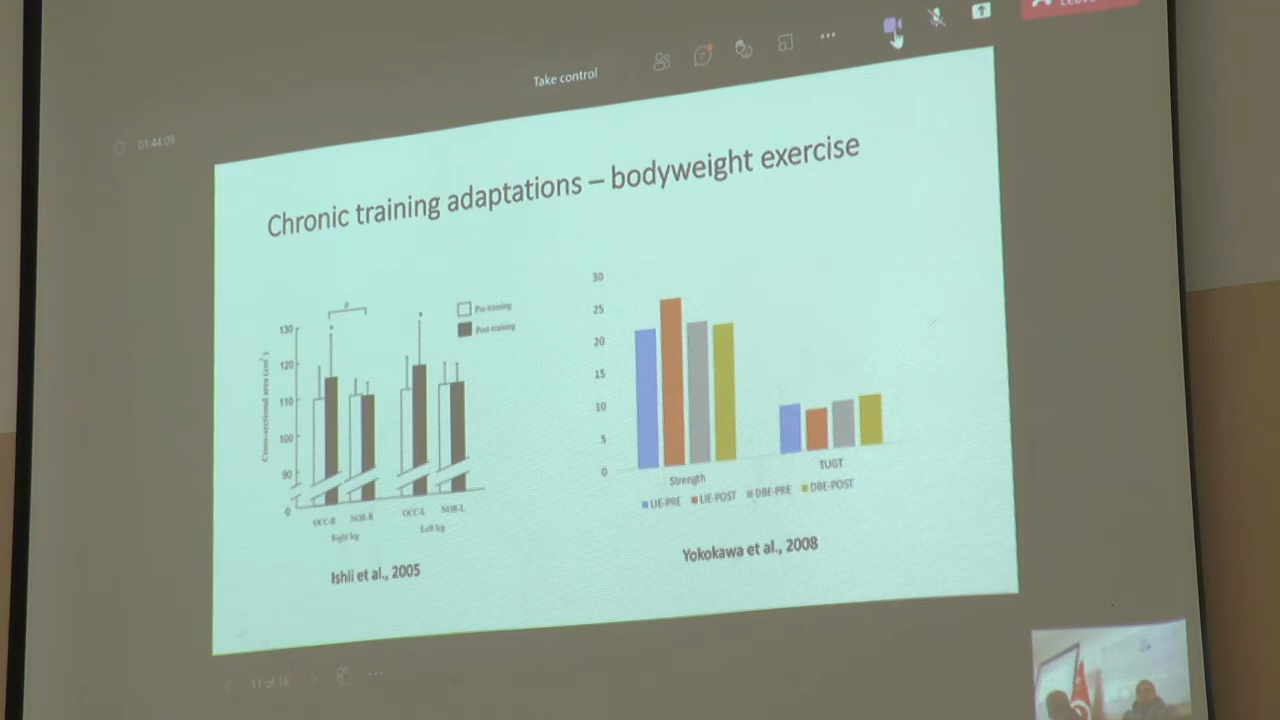 Leave
Take control
01:44:05
Chronic training adaptations – bodyweight exercise
#
Pre-training
Post-training
Cross-sectional area (cm²)
130
120
110
100
90
0
*
*
OCC-R NOR-R OCC-L NOR-L
Right leg Left leg
Ishii et al., 2005
30
25
20
15
10
5
0
Strength TUGT
LIE-PRE LIE-POST DBE-PRE DBE-POST
Yokokawa et al., 2008
11 of 16